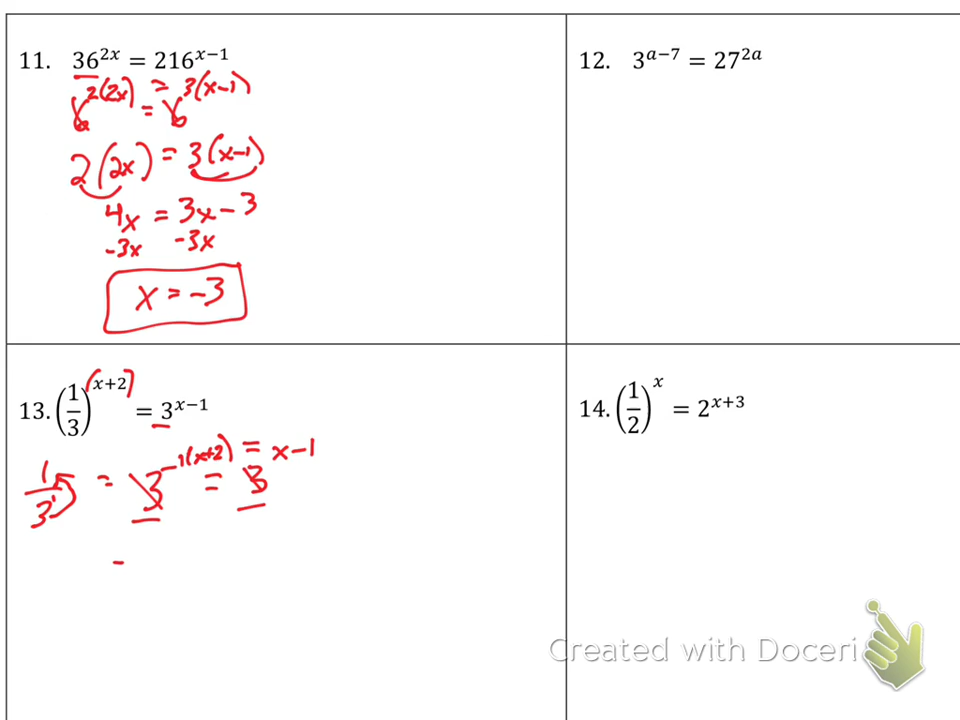 11. 36^{2x} = 216^{x−1}
6^{2(2x)} = 6^{3(x−1)}
=
2(2x) = 3(x−1)
4x = 3x − 3
−3x −3x
x = −3
12. 3^{a−7} = 27^{2a}
13. (1/3)^{(x+2)} = 3^{x−1}
1/3^1 = 3^{−1(x+2)} = 3^{x−1}
=
−
14. (1/2)^x = 2^{x+3}
Created with Doceri